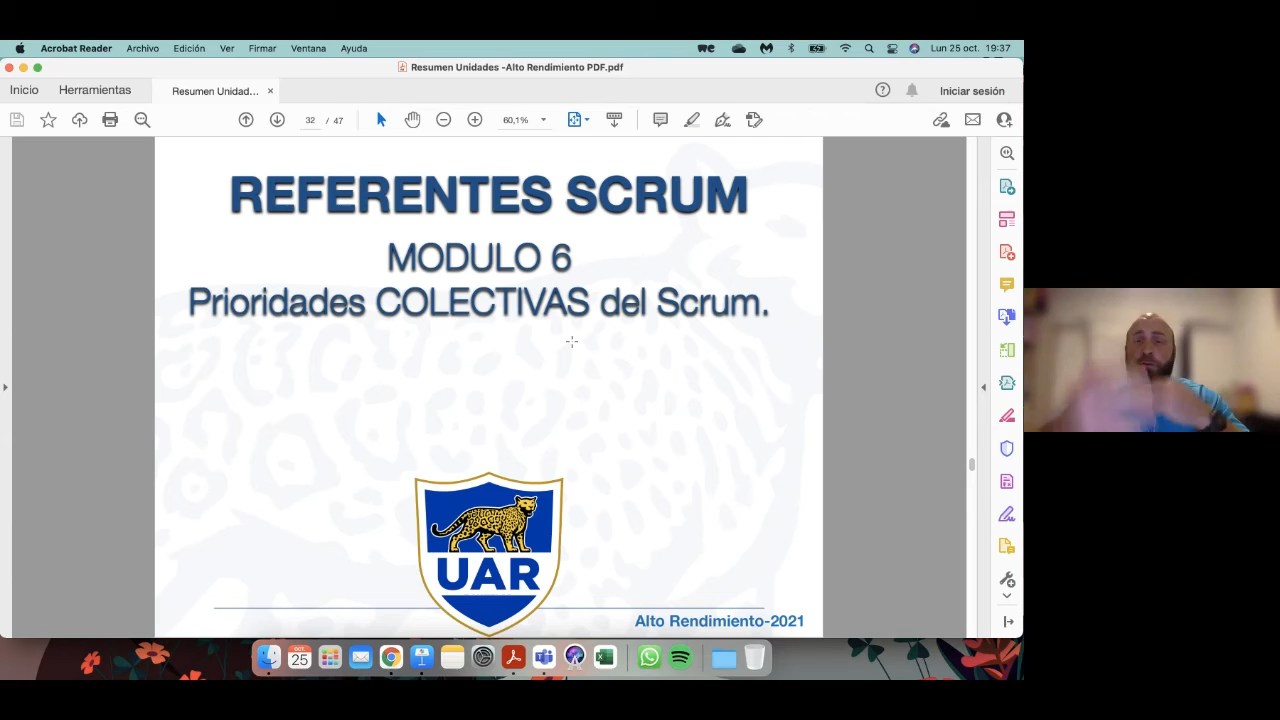 Acrobat Reader Archivo Edición Ver Firmar Ventana Ayuda Lun 25 oct. 19:37
Resumen Unidades -Alto Rendimiento PDF.pdf
Inicio Herramientas Resumen Unidad... × Iniciar sesión
32 / 47 60,1%
REFERENTES SCRUM
MODULO 6
Prioridades COLECTIVAS del Scrum.
UAR
Alto Rendimiento-2021
OCT.
25